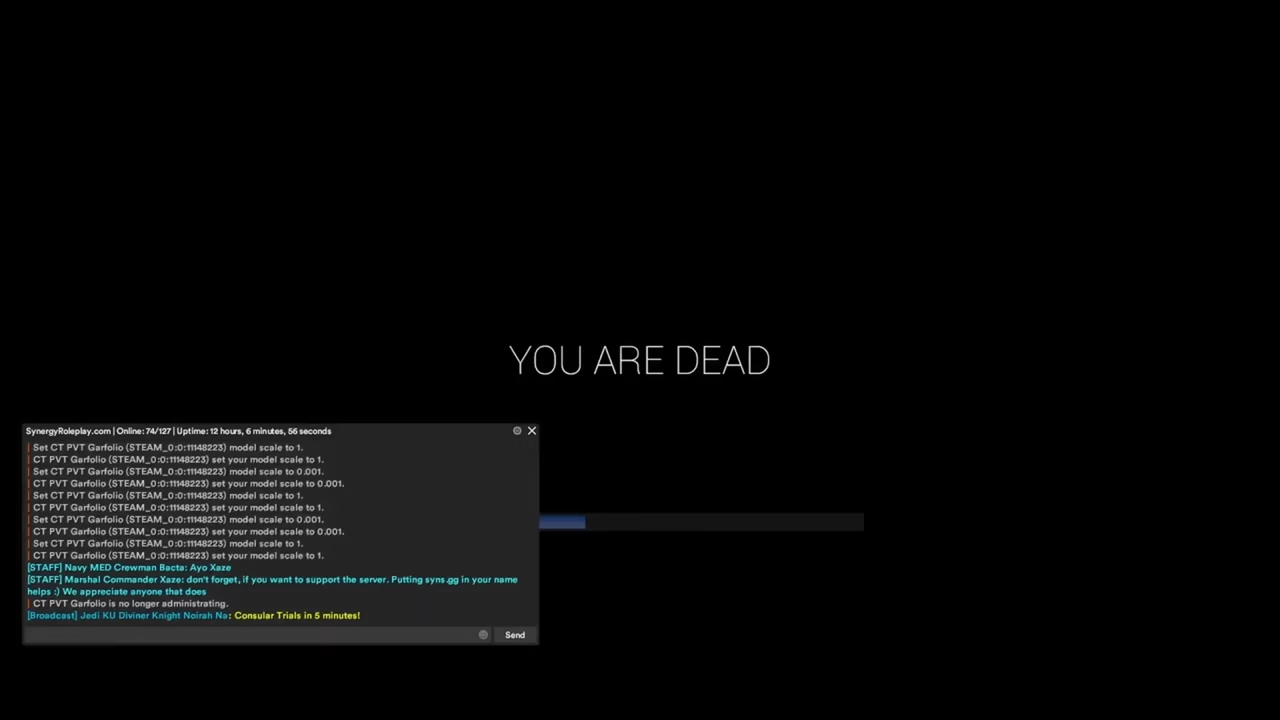 YOU ARE DEAD
SynergyRoleplay.com | Online: 74/127 | Uptime: 12 hours, 6 minutes, 56 seconds
| Set CT PVT Garfolio (STEAM_0:0:11148223) model scale to 1.
| CT PVT Garfolio (STEAM_0:0:11148223) set your model scale to 1.
| Set CT PVT Garfolio (STEAM_0:0:11148223) model scale to 0.001.
| CT PVT Garfolio (STEAM_0:0:11148223) set your model scale to 0.001.
| Set CT PVT Garfolio (STEAM_0:0:11148223) model scale to 1.
| CT PVT Garfolio (STEAM_0:0:11148223) set your model scale to 1.
| Set CT PVT Garfolio (STEAM_0:0:11148223) model scale to 0.001.
| CT PVT Garfolio (STEAM_0:0:11148223) set your model scale to 0.001.
| Set CT PVT Garfolio (STEAM_0:0:11148223) model scale to 1.
| CT PVT Garfolio (STEAM_0:0:11148223) set your model scale to 1.
[STAFF] Navy MED Crewman Bacta: Ayo Xaze
[STAFF] Marshal Commander Xaze: don't forget, if you want to support the server. Putting syns.gg in your name
helps :) We appreciate anyone that does
| CT PVT Garfolio is no longer administrating.
[Broadcast] Jedi KU Diviner Knight Noirah Na: Consular Trials in 5 minutes!
Send